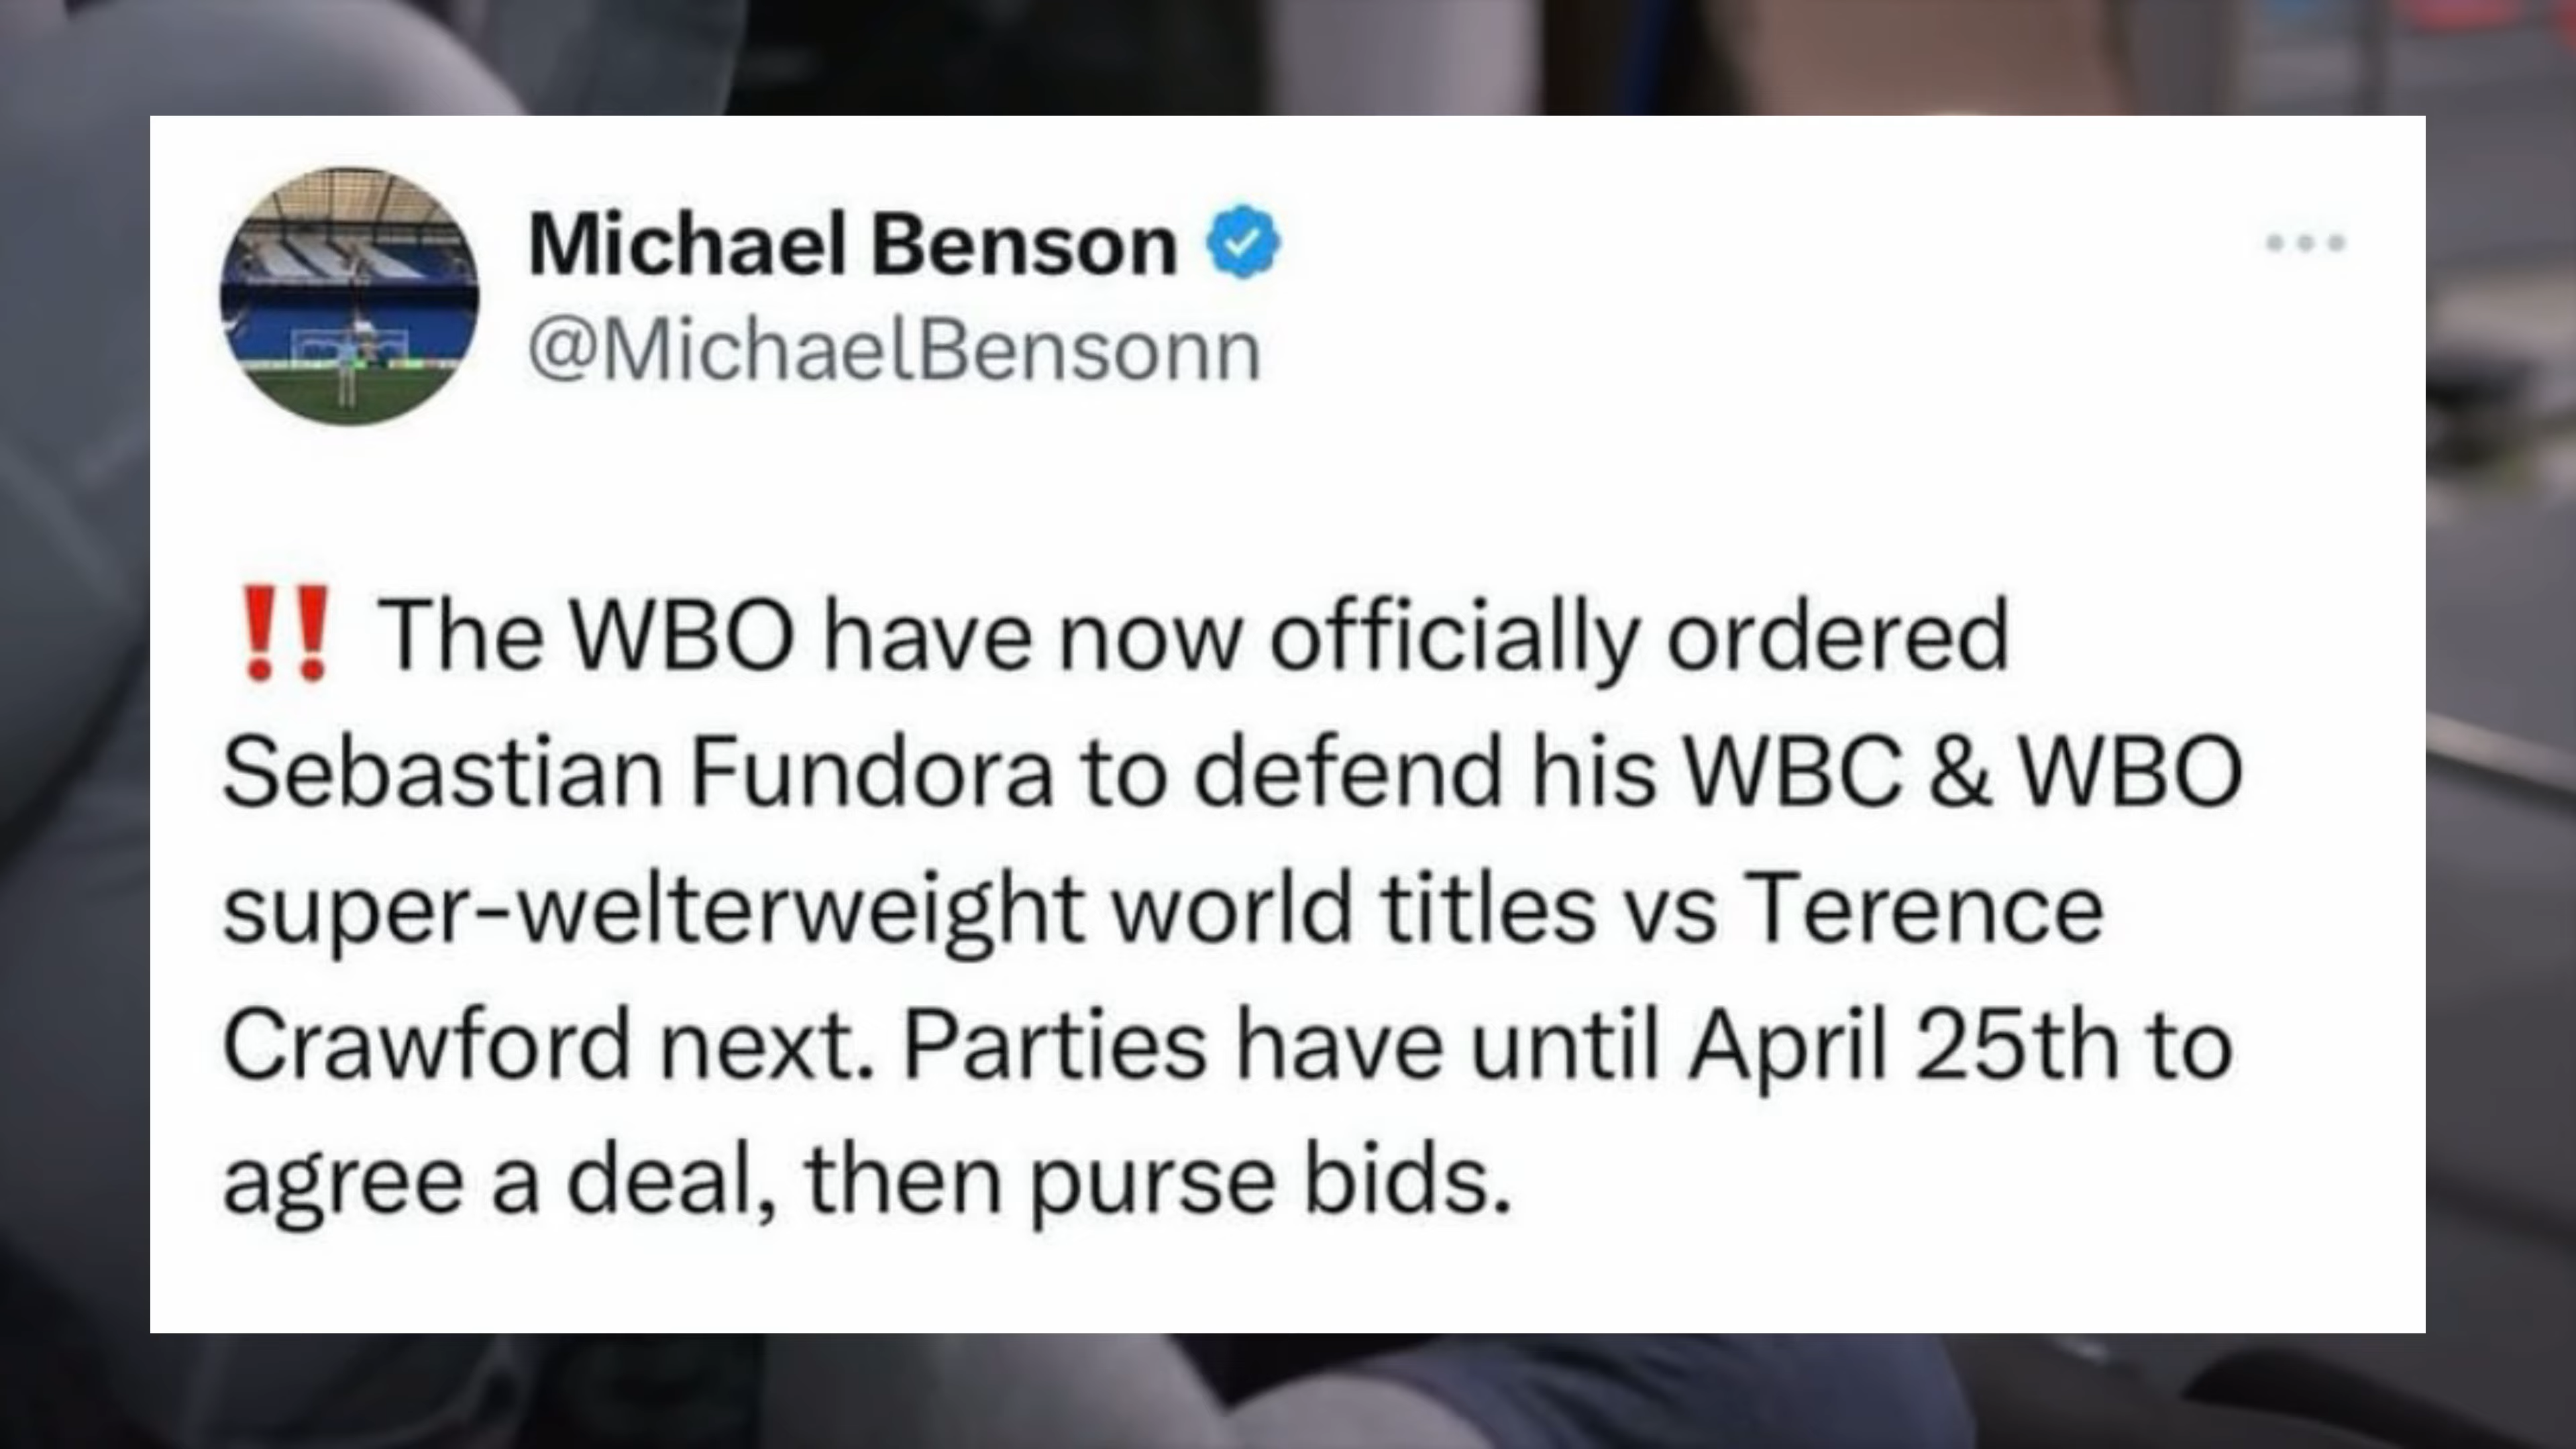 Michael Benson
@MichaelBensonn
‼️ The WBO have now officially ordered
Sebastian Fundora to defend his WBC & WBO
super-welterweight world titles vs Terence
Crawford next. Parties have until April 25th to
agree a deal, then purse bids.